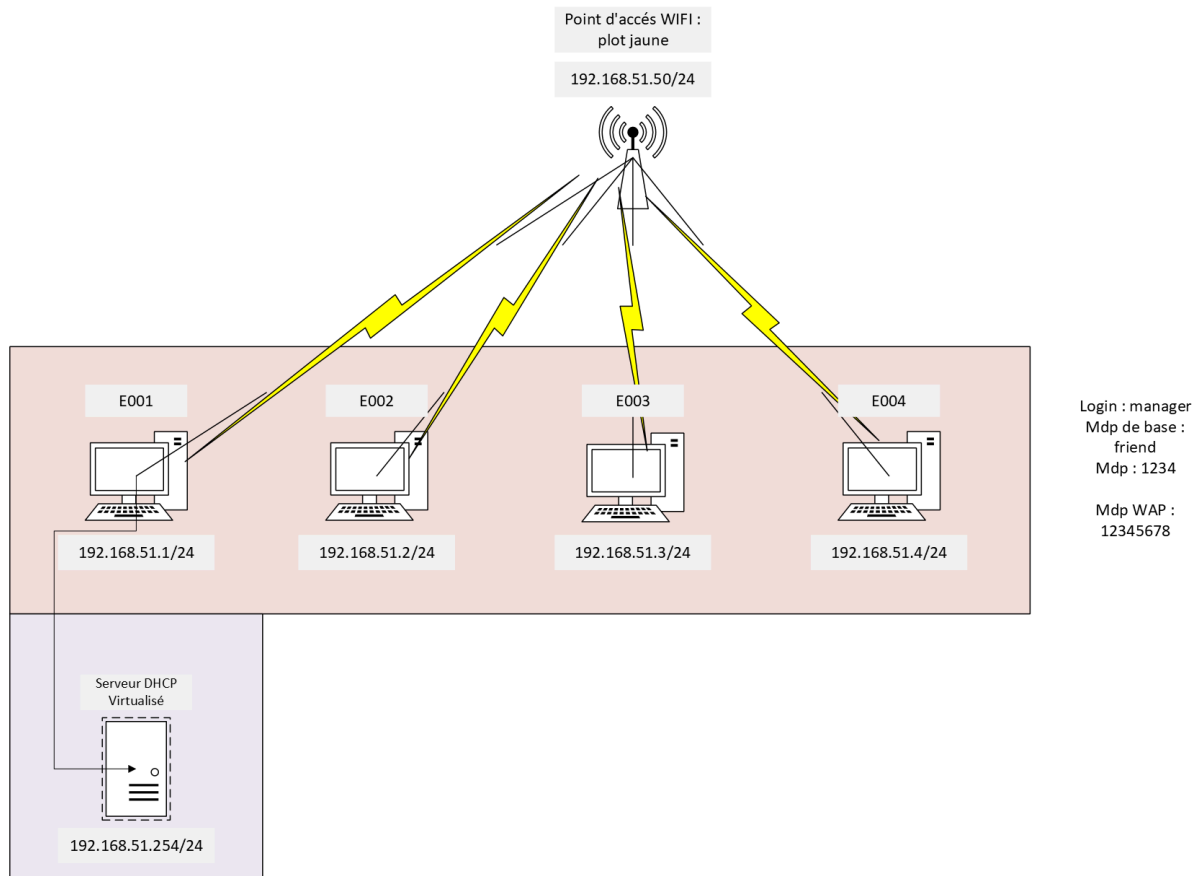 Point d'accés WIFI :
plot jaune
192.168.51.50/24
E001
E002
E003
E004
192.168.51.1/24
192.168.51.2/24
192.168.51.3/24
192.168.51.4/24
Login : manager
Mdp de base :
friend
Mdp : 1234
Mdp WAP :
12345678
Serveur DHCP
Virtualisé
192.168.51.254/24